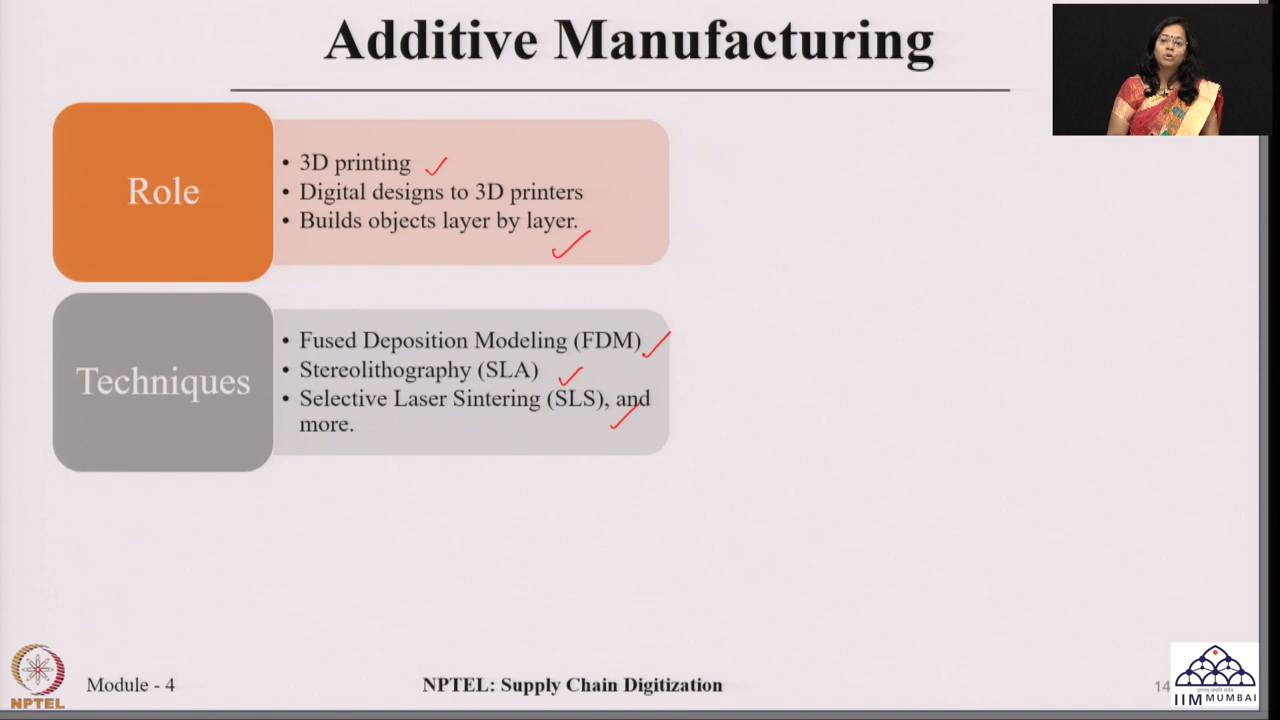 Additive Manufacturing
Role
• 3D printing
• Digital designs to 3D printers
• Builds objects layer by layer.
Techniques
• Fused Deposition Modeling (FDM)
• Stereolithography (SLA)
• Selective Laser Sintering (SLS), and
more.
NPTEL
Module - 4
NPTEL: Supply Chain Digitization
14
IIM MUMBAI